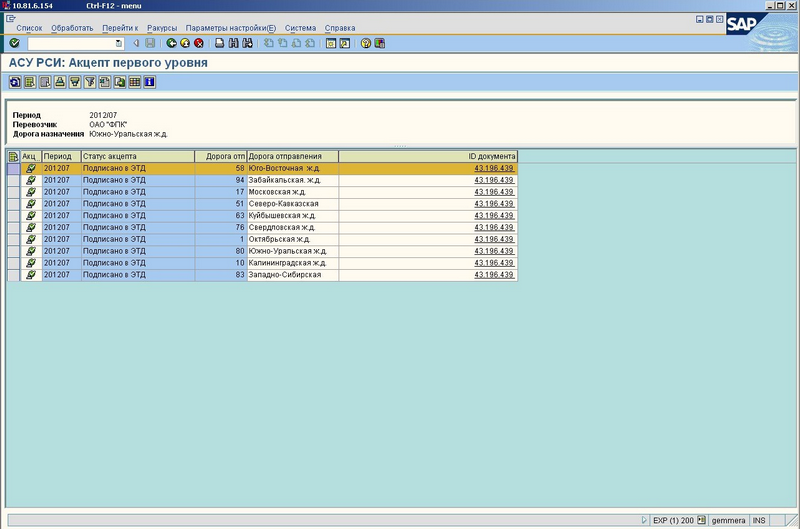 10.81.6.154 Ctrl-F12 - menu
Список Обработать Перейти к Ракурсы Параметры настройки(Е) Система Справка
SAP
АСУ РСИ: Акцепт первого уровня
Период 2012/07
Перевозчик ОАО "ФПК"
Дорога назначения Южно-Уральская ж.д.
Акц Период Статус акцепта Дорога отп Дорога отправления ID документа
201207 Подписано в ЭТД 58 Юго-Восточная ж.д. 43.196.439
201207 Подписано в ЭТД 94 Забайкальская. ж.д. 43.196.439
201207 Подписано в ЭТД 17 Московская ж.д. 43.196.439
201207 Подписано в ЭТД 51 Северо-Кавказская 43.196.439
201207 Подписано в ЭТД 63 Куйбышевская ж.д. 43.196.439
201207 Подписано в ЭТД 76 Свердловская ж.д. 43.196.439
201207 Подписано в ЭТД 1 Октябрьская ж.д. 43.196.439
201207 Подписано в ЭТД 80 Южно-Уральская ж.д. 43.196.439
201207 Подписано в ЭТД 10 Калининградская ж.д. 43.196.439
201207 Подписано в ЭТД 83 Западно-Сибирская 43.196.439
EXP (1) 200 gemmera INS